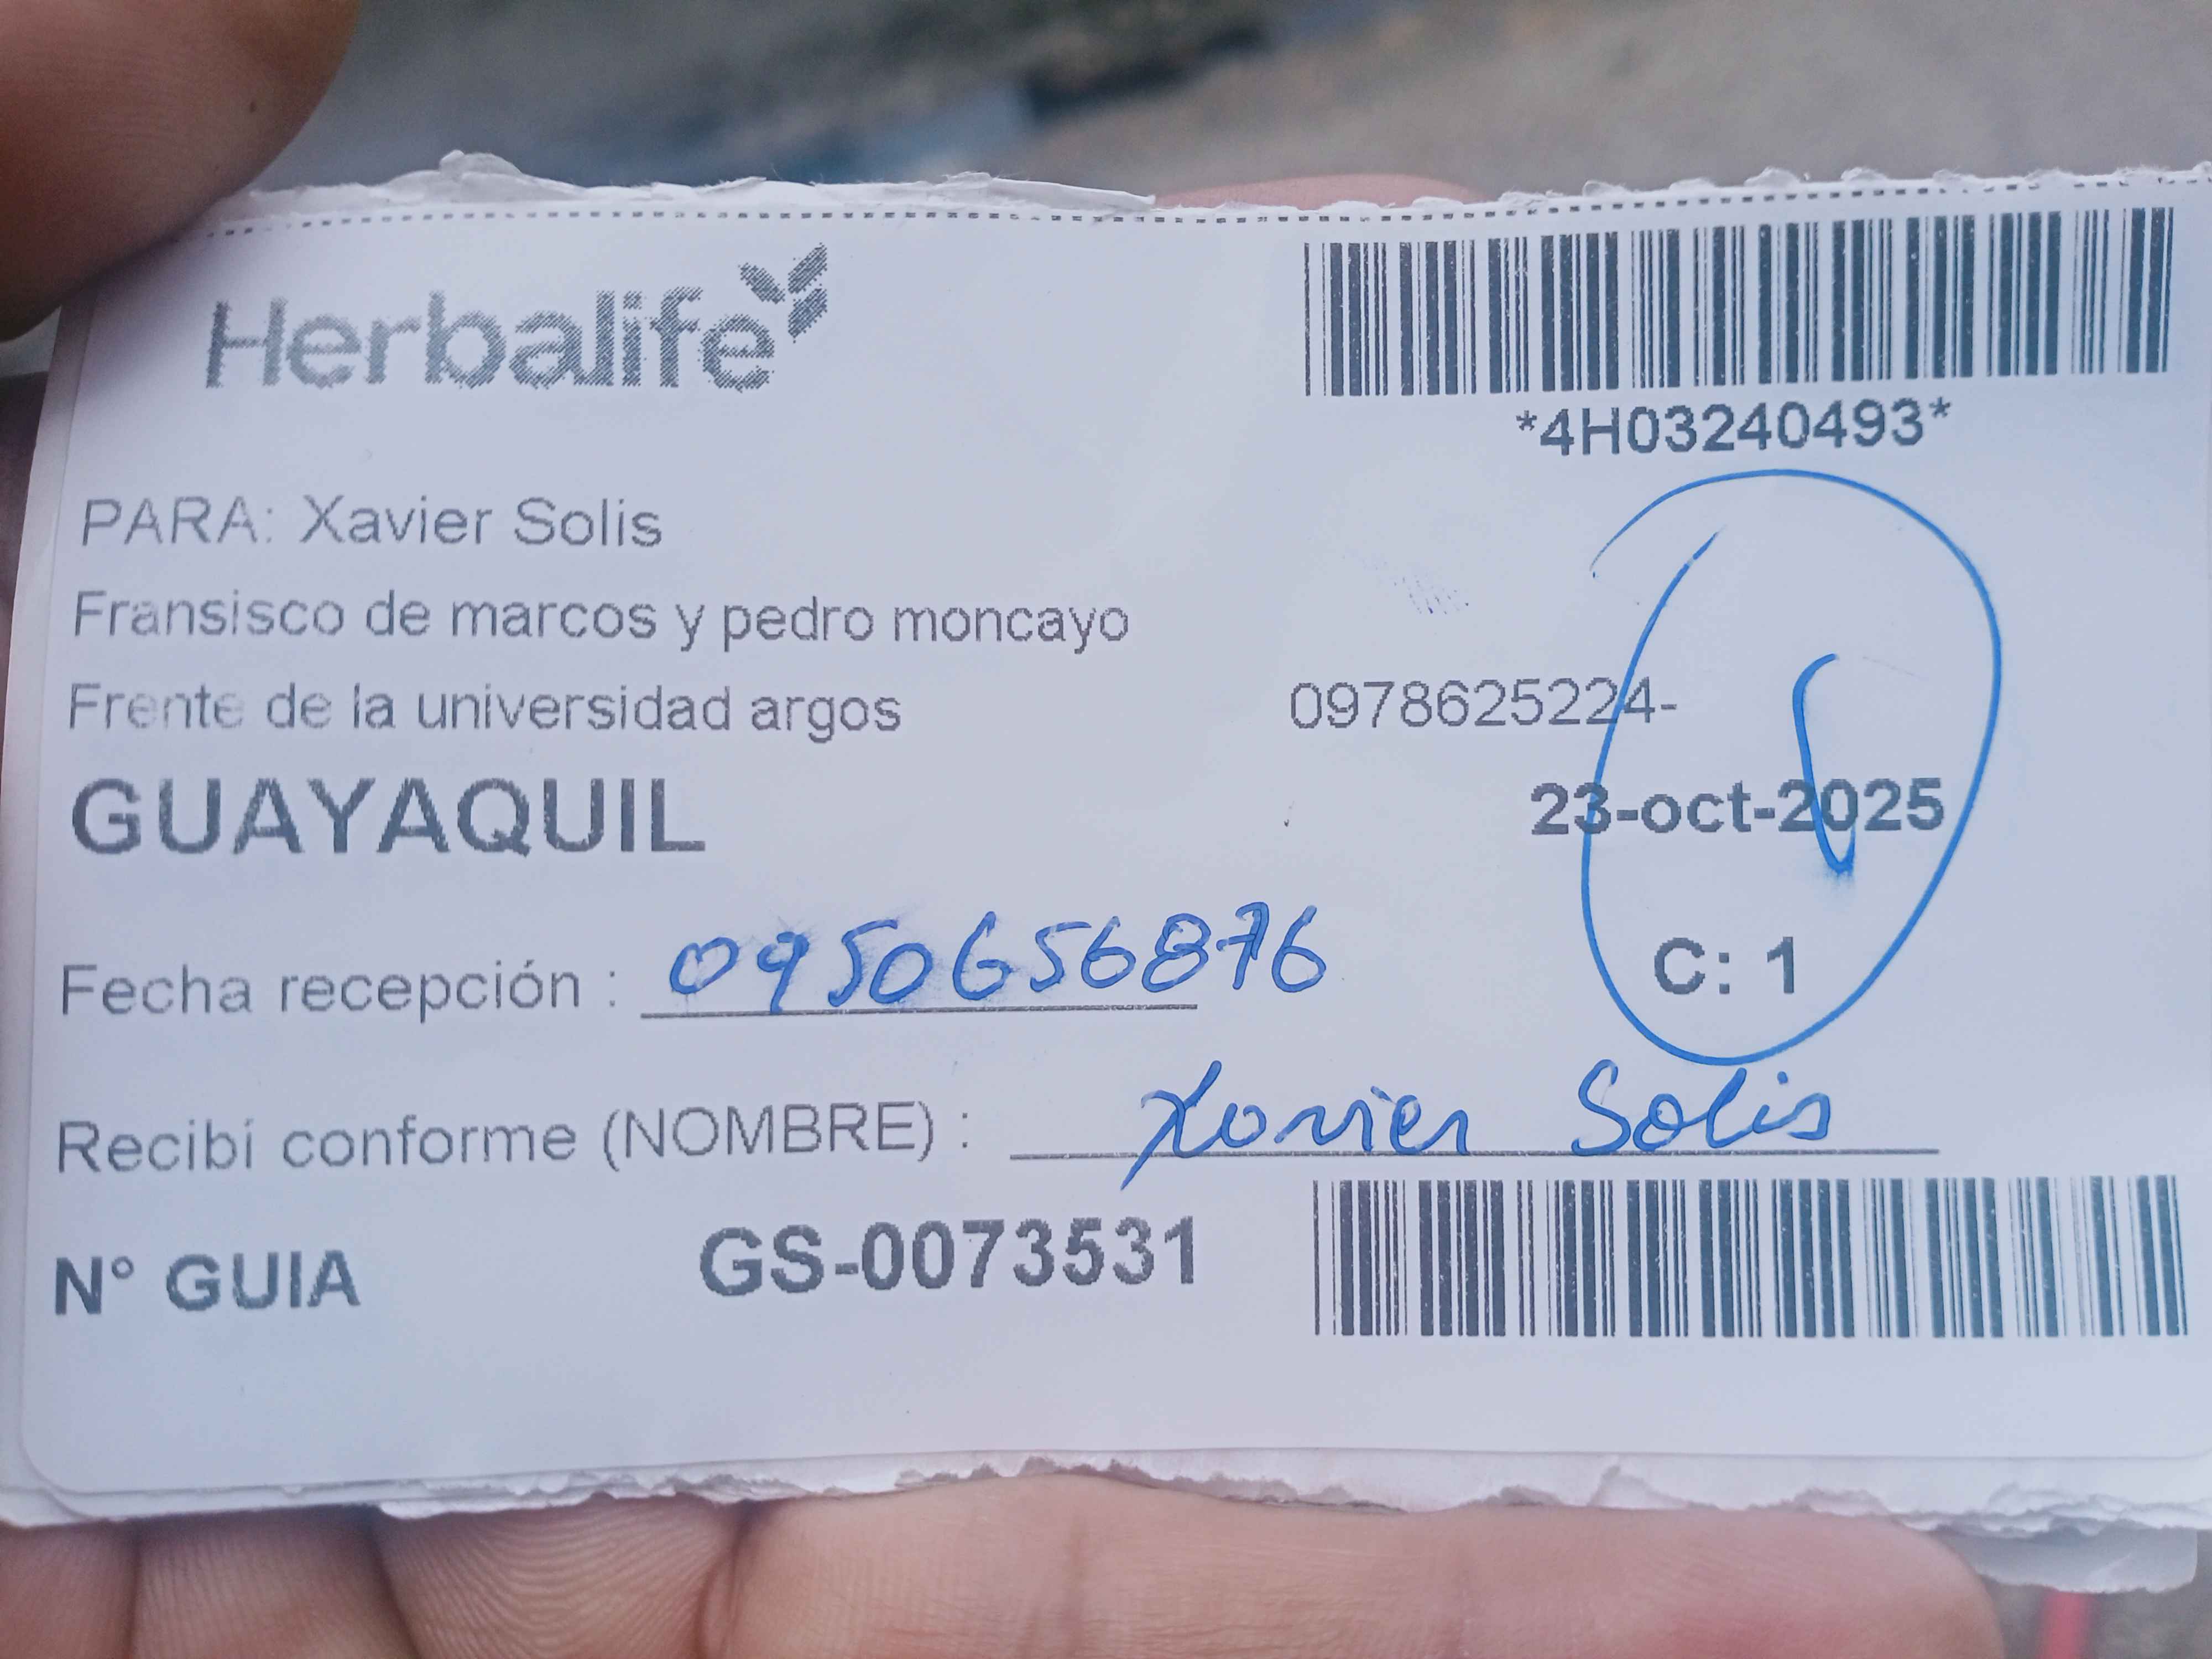 Herbalife
*4H03240493*
PARA: Xavier Solis
Fransisco de marcos y pedro moncayo
Frente de la universidad argos
0978625224-
GUAYAQUIL
23-oct-2025
Fecha recepción : 0950656876
C: 1
Recibí conforme (NOMBRE) : Xavier Solis
N° GUIA GS-0073531